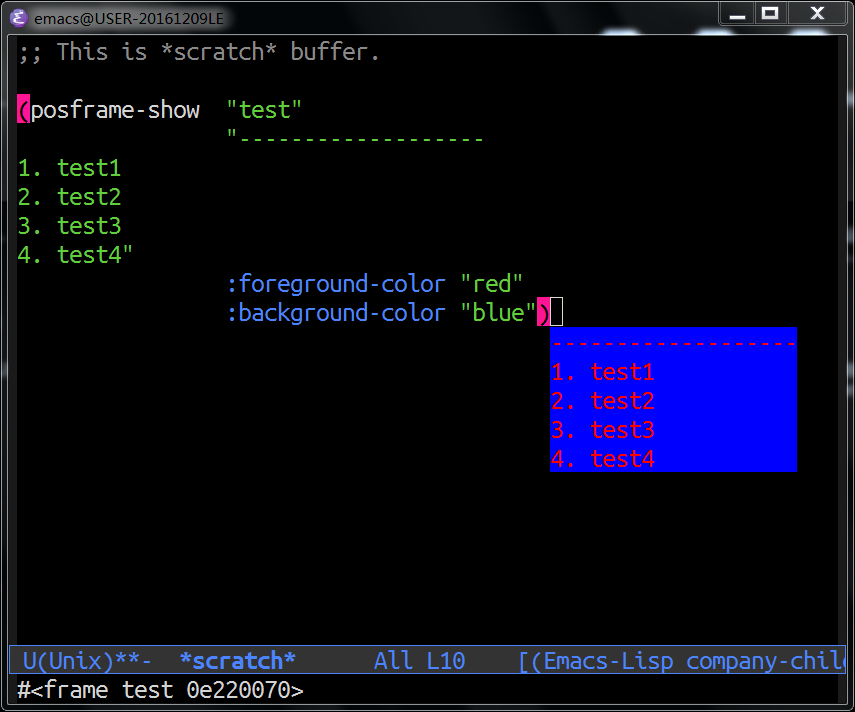 emacs@USER-20161209LE
;; This is *scratch* buffer.
(posframe-show  "test"
"-------------------
1. test1
2. test2
3. test3
4. test4"
:foreground-color "red"
:background-color "blue")
-------------------
1. test1
2. test2
3. test3
4. test4
U(Unix)**-  *scratch*      All L10    [(Emacs-Lisp company-chil
#<frame test 0e220070>